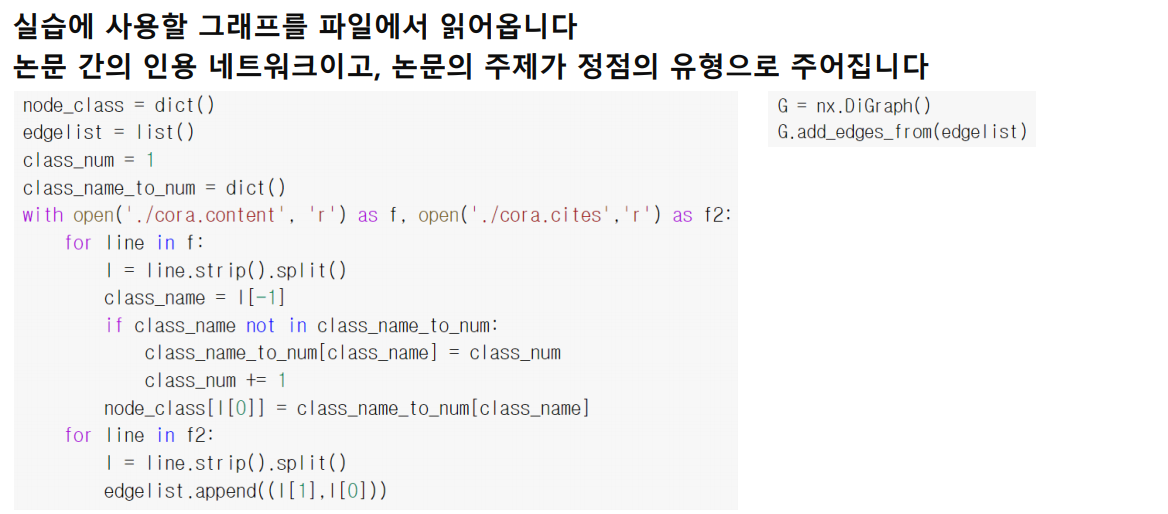 실습에 사용할 그래프를 파일에서 읽어옵니다
논문 간의 인용 네트워크이고, 논문의 주제가 정점의 유형으로 주어집니다
node_class = dict()
edgelist = list()
class_num = 1
class_name_to_num = dict()
with open('./cora.content', 'r') as f, open('./cora.cites','r') as f2:
    for line in f:
        l = line.strip().split()
        class_name = l[-1]
        if class_name not in class_name_to_num:
            class_name_to_num[class_name] = class_num
            class_num += 1
        node_class[l[0]] = class_name_to_num[class_name]
    for line in f2:
        l = line.strip().split()
        edgelist.append((l[1],l[0]))
G = nx.DiGraph()
G.add_edges_from(edgelist)